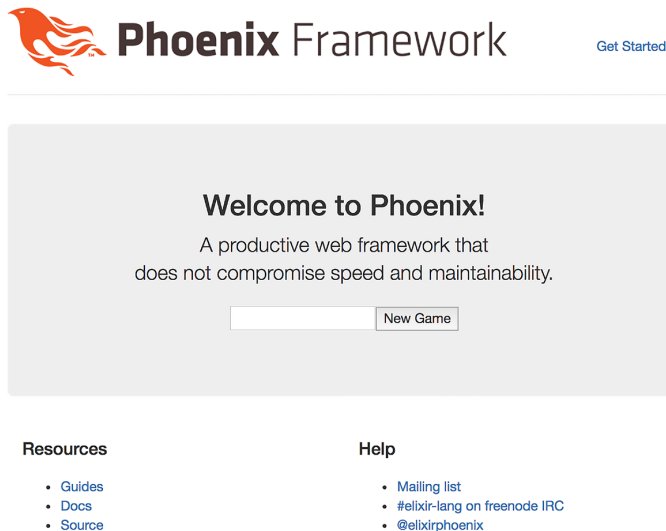 Phoenix Framework
Get Started
Welcome to Phoenix!
A productive web framework that
does not compromise speed and maintainability.
New Game
Resources
Guides
Docs
Source
Help
Mailing list
#elixir-lang on freenode IRC
@elixirphoenix